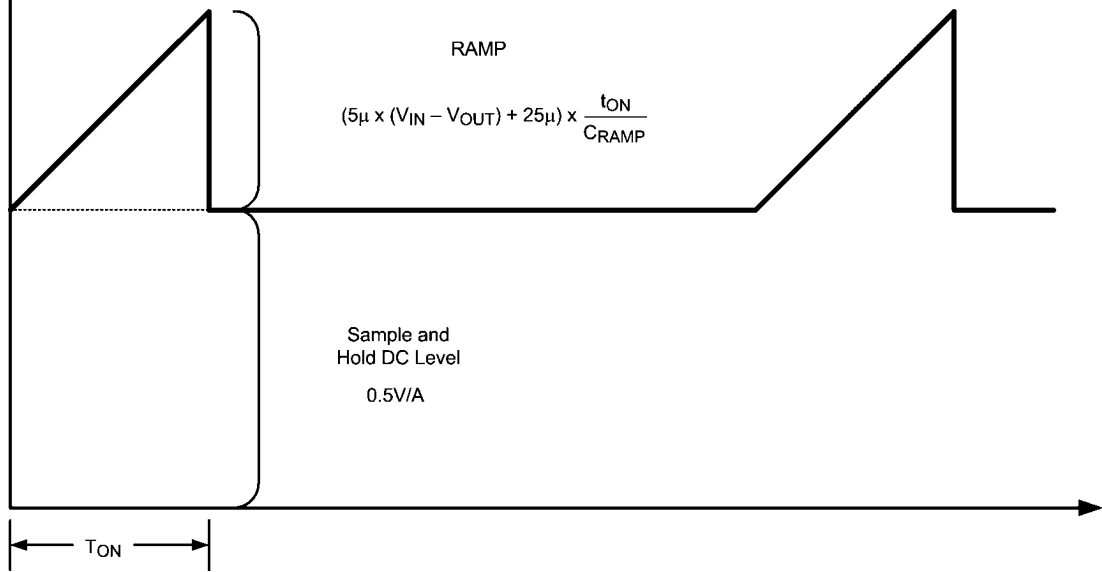 RAMP
(5μ x (VIN – VOUT) + 25μ) x tON / CRAMP
Sample and
Hold DC Level
0.5V/A
TON